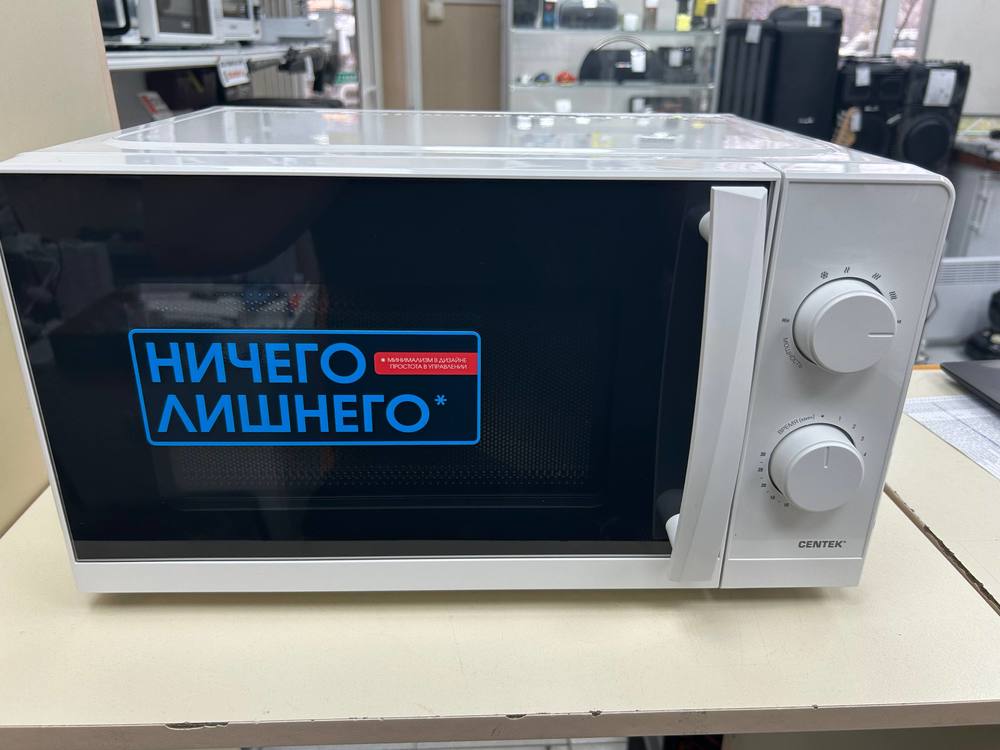 НИЧЕГО
* МИНИМАЛИЗМ В ДИЗАЙНЕ
ПРОСТОТА В УПРАВЛЕНИИ
ЛИШНЕГО*
МОЩНОСТЬ
ВРЕМЯ (мин)
CENTEK